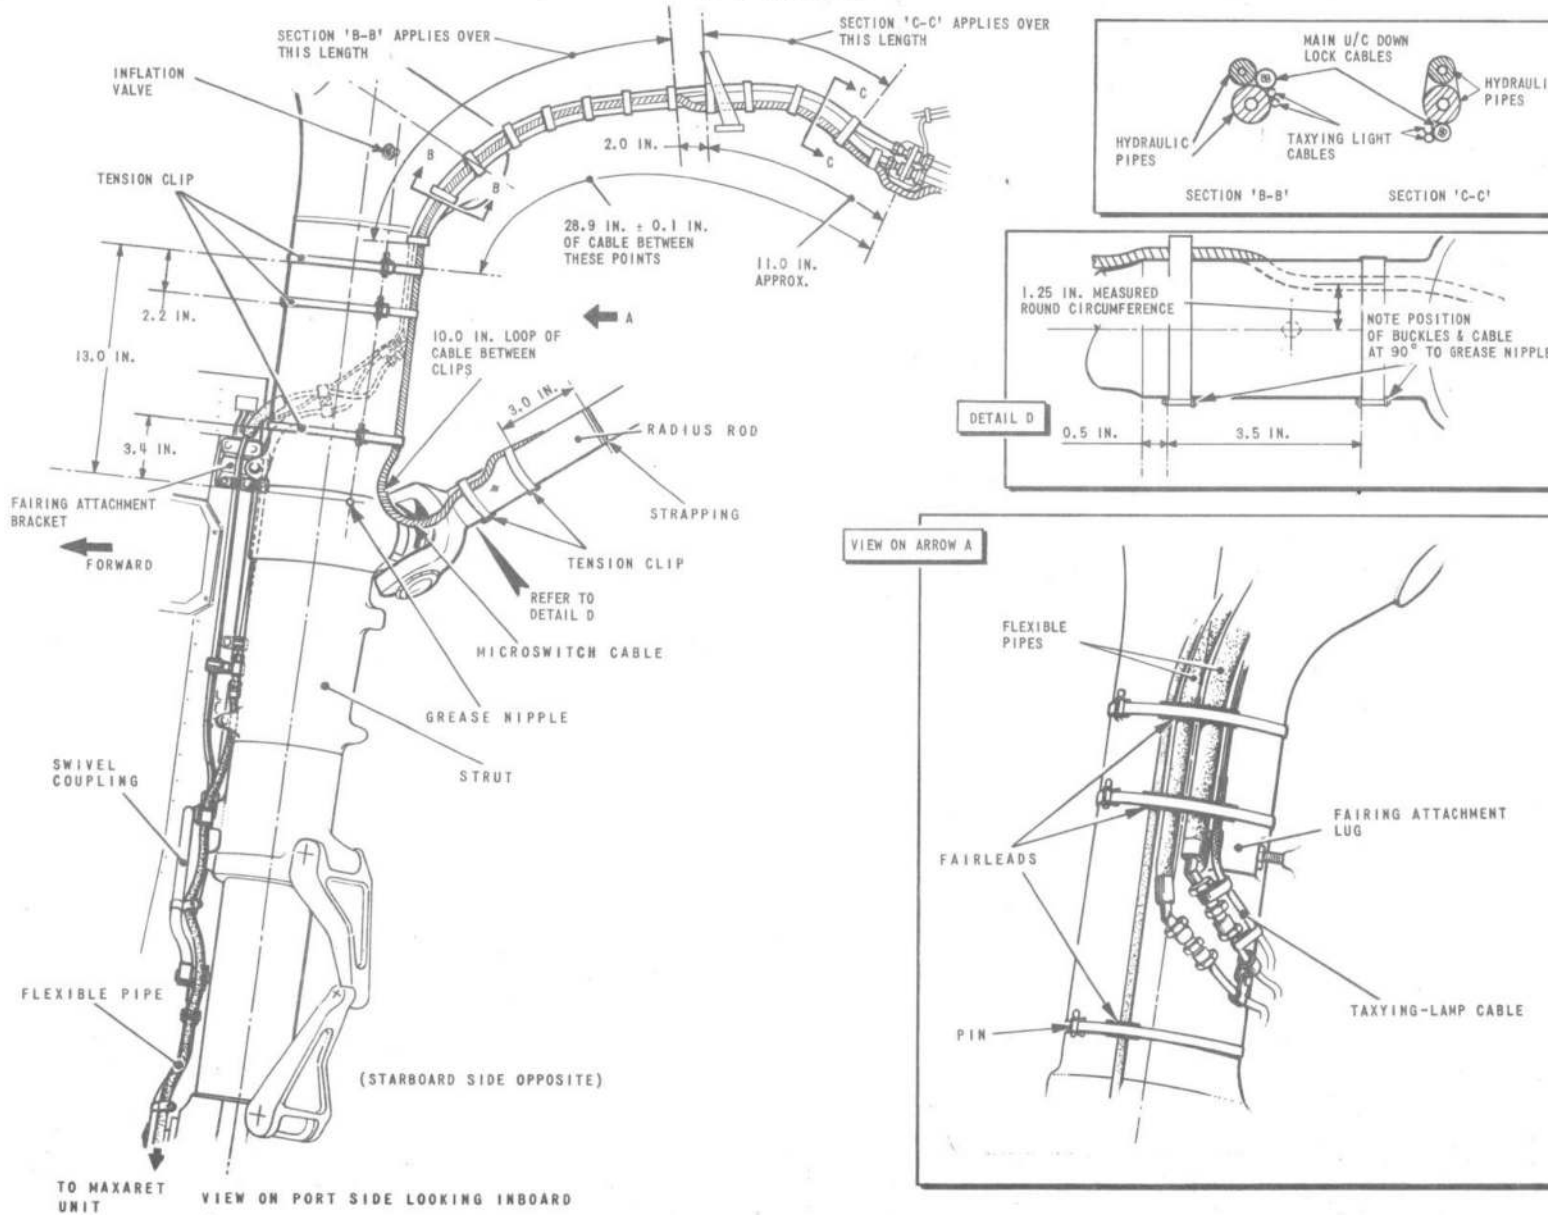 SECTION 'B-B' APPLIES OVER
THIS LENGTH
SECTION 'C-C' APPLIES OVER
THIS LENGTH
INFLATION
VALVE
TENSION CLIP
B
B
C
C
2.0 IN.
28.9 IN. ± 0.1 IN.
OF CABLE BETWEEN
THESE POINTS
11.0 IN.
APPROX.
A
2.2 IN.
13.0 IN.
3.4 IN.
10.0 IN. LOOP OF
CABLE BETWEEN
CLIPS
3.0 IN.
RADIUS ROD
STRAPPING
TENSION CLIP
FAIRING ATTACHMENT
BRACKET
FORWARD
REFER TO
DETAIL D
MICROSWITCH CABLE
GREASE NIPPLE
STRUT
SWIVEL
COUPLING
FLEXIBLE PIPE
(STARBOARD SIDE OPPOSITE)
TO MAXARET
UNIT
VIEW ON PORT SIDE LOOKING INBOARD
MAIN U/C DOWN
LOCK CABLES
HYDRAULI
PIPES
HYDRAULIC
PIPES
TAXYING LIGHT
CABLES
SECTION 'B-B'
SECTION 'C-C'
1.25 IN. MEASURED
ROUND CIRCUMFERENCE
NOTE POSITION
OF BUCKLES & CABLE
AT 90° TO GREASE NIPPLE
DETAIL D
0.5 IN.
3.5 IN.
VIEW ON ARROW A
FLEXIBLE
PIPES
FAIRING ATTACHMENT
LUG
FAIRLEADS
TAXYING-LAMP CABLE
PIN